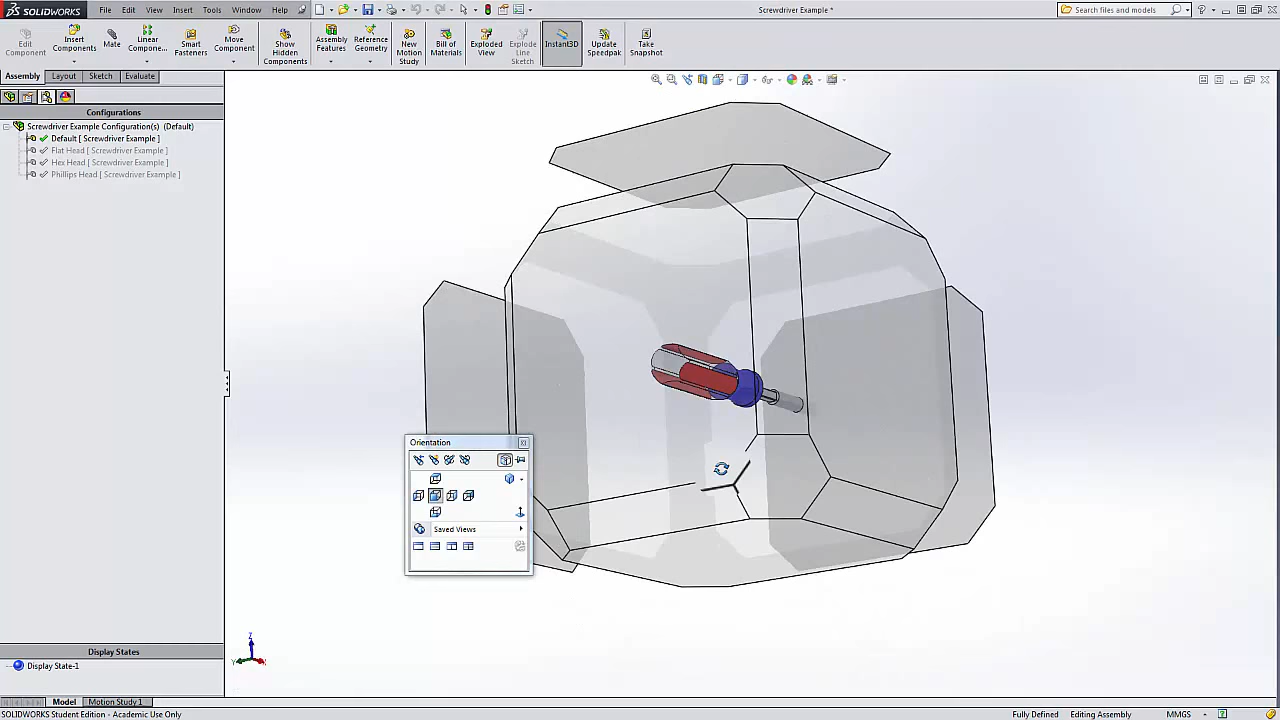 SOLIDWORKS File Edit View Insert Tools Window Help Screwdriver Example * Search files and models
Edit Component
Insert Components
Mate
Linear Compone...
Smart Fasteners
Move Component
Show Hidden Components
Assembly Features
Reference Geometry
New Motion Study
Bill of Materials
Exploded View
Explode Line Sketch
Instant3D
Update Speedpak
Take Snapshot
Assembly Layout Sketch Evaluate
Configurations
Screwdriver Example Configuration(s) (Default)
Default [ Screwdriver Example ]
Flat Head [ Screwdriver Example ]
Hex Head [ Screwdriver Example ]
Phillips Head [ Screwdriver Example ]
Orientation
Saved Views
Z
Y X
Display States
Display State-1
Model Motion Study 1
SOLIDWORKS Student Edition - Academic Use Only Fully Defined Editing Assembly MMGS